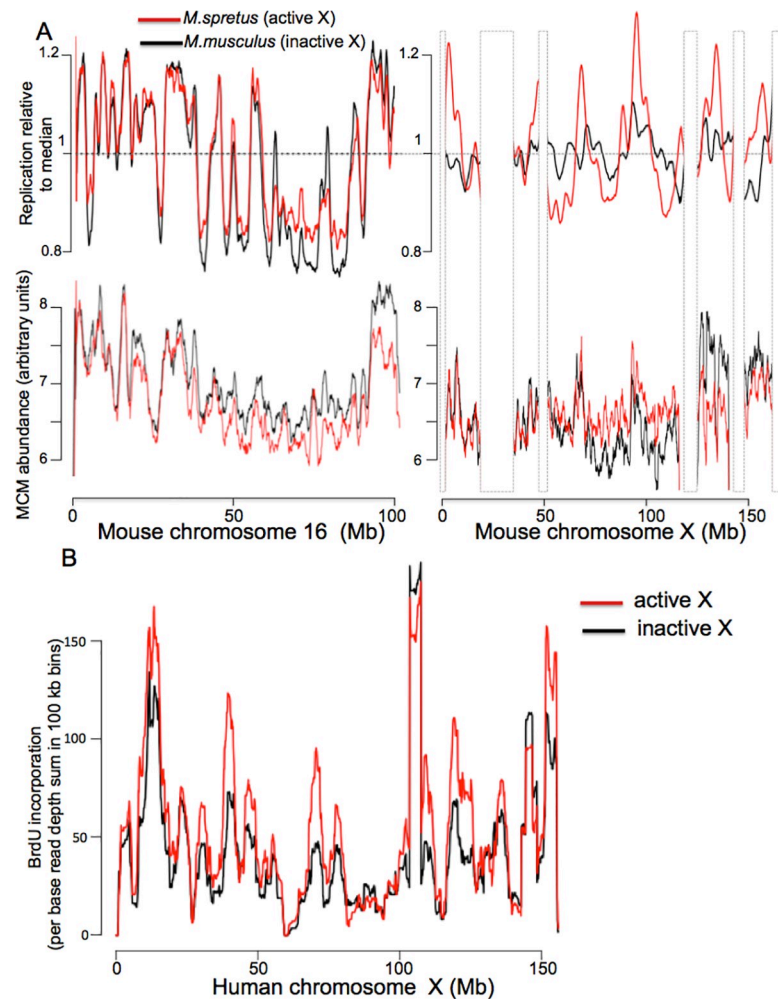 A
M.spretus (active X)
M.musculus (inactive X)
1.2
1
0.8
Replication relative
to median
1.2
1
0.8
8
7
6
MCM abundance (arbitrary units)
8
7
6
0 50 100
Mouse chromosome 16 (Mb)
0 50 100 150
Mouse chromosome X (Mb)
B
active X
inactive X
150
100
50
0
BrdU incorporation
(per base read depth sum in 100 kb bins)
0 50 100 150
Human chromosome X (Mb)